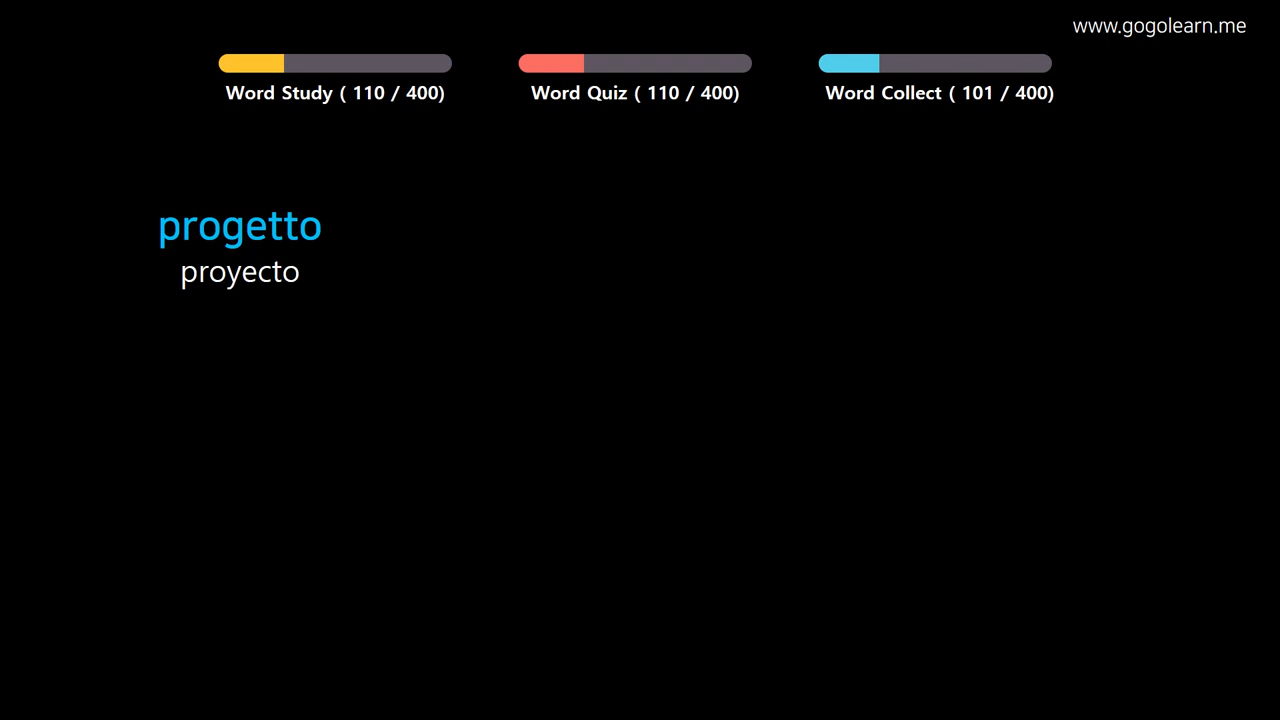 www.gogolearn.me
Word Study ( 110 / 400)
Word Quiz ( 110 / 400)
Word Collect ( 101 / 400)
progetto
proyecto